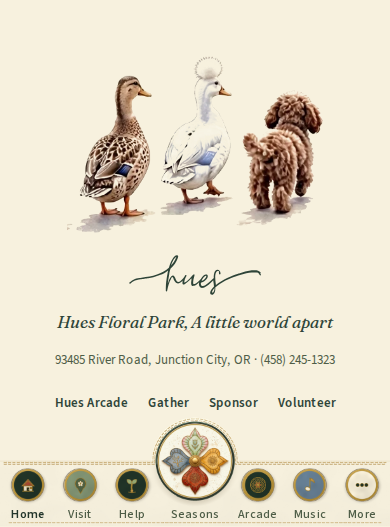 hues
Hues Floral Park, A little world apart
93485 River Road, Junction City, OR · (458) 245-1323
Hues Arcade Gather Sponsor Volunteer
Home Visit Help Seasons Arcade Music More